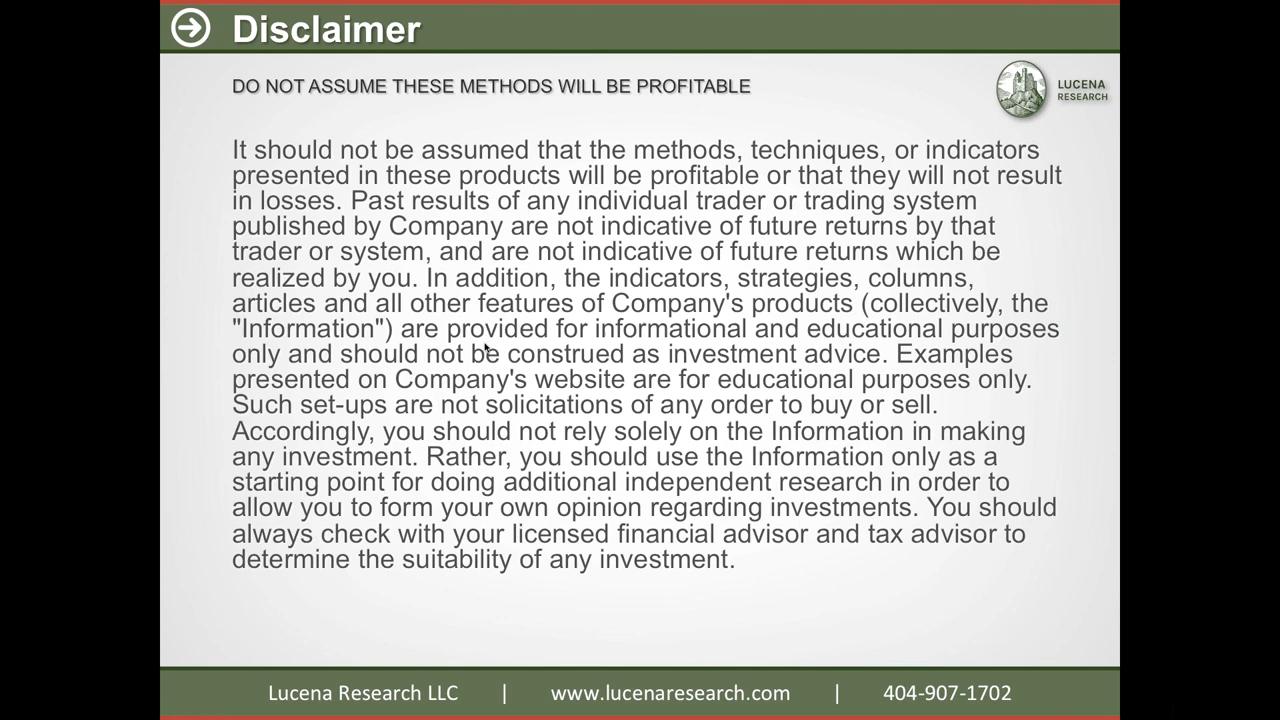 Disclaimer
DO NOT ASSUME THESE METHODS WILL BE PROFITABLE
LUCENA
RESEARCH
It should not be assumed that the methods, techniques, or indicators
presented in these products will be profitable or that they will not result
in losses. Past results of any individual trader or trading system
published by Company are not indicative of future returns by that
trader or system, and are not indicative of future returns which be
realized by you. In addition, the indicators, strategies, columns,
articles and all other features of Company's products (collectively, the
"Information") are provided for informational and educational purposes
only and should not be construed as investment advice. Examples
presented on Company's website are for educational purposes only.
Such set-ups are not solicitations of any order to buy or sell.
Accordingly, you should not rely solely on the Information in making
any investment. Rather, you should use the Information only as a
starting point for doing additional independent research in order to
allow you to form your own opinion regarding investments. You should
always check with your licensed financial advisor and tax advisor to
determine the suitability of any investment.
Lucena Research LLC | www.lucenaresearch.com | 404-907-1702